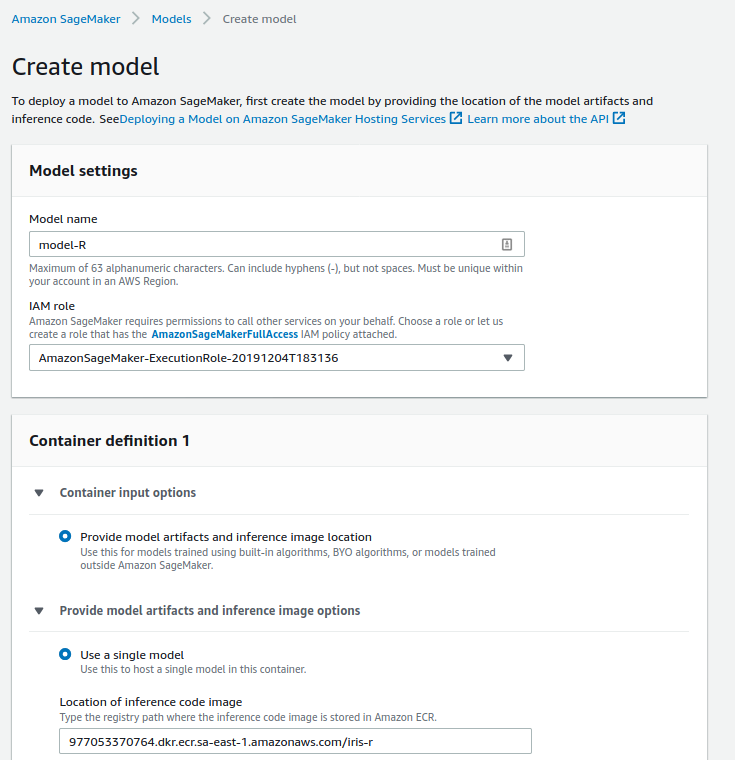 Amazon SageMaker > Models > Create model
Create model
To deploy a model to Amazon SageMaker, first create the model by providing the location of the model artifacts and
inference code. SeeDeploying a Model on Amazon SageMaker Hosting Services Learn more about the API
Model settings
Model name
model-R
Maximum of 63 alphanumeric characters. Can include hyphens (-), but not spaces. Must be unique within
your account in an AWS Region.
IAM role
Amazon SageMaker requires permissions to call other services on your behalf. Choose a role or let us
create a role that has the AmazonSageMakerFullAccess IAM policy attached.
AmazonSageMaker-ExecutionRole-20191204T183136
Container definition 1
Container input options
Provide model artifacts and inference image location
Use this for models trained using built-in algorithms, BYO algorithms, or models trained
outside Amazon SageMaker.
Provide model artifacts and inference image options
Use a single model
Use this to host a single model in this container.
Location of inference code image
Type the registry path where the inference code image is stored in Amazon ECR.
977053370764.dkr.ecr.sa-east-1.amazonaws.com/iris-r